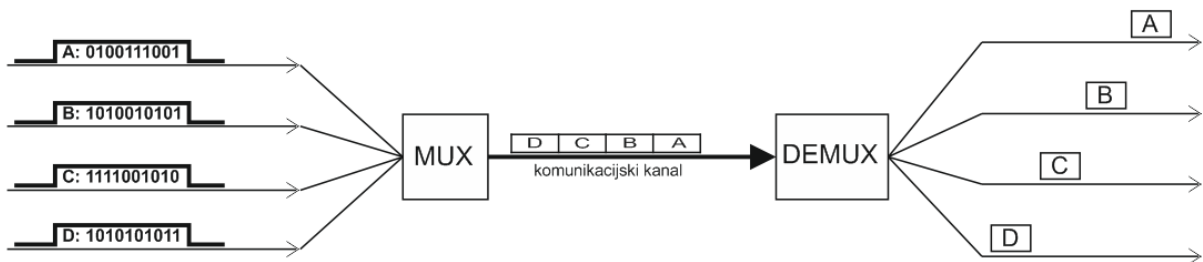 A: 0100111001
B: 1010010101
C: 1111001010
D: 1010101011
MUX
D C B A
komunikacijski kanal
DEMUX
A
B
C
D